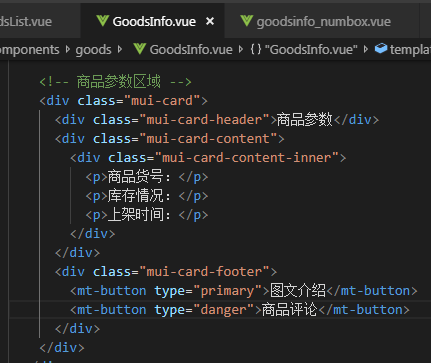 dsList.vue GoodsInfo.vue × goodsinfo_numbox.vue
omponents > goods > GoodsInfo.vue > {} "GoodsInfo.vue" > templat
<!-- 商品参数区域 -->
<div class="mui-card">
<div class="mui-card-header">商品参数</div>
<div class="mui-card-content">
<div class="mui-card-content-inner">
<p>商品货号: </p>
<p>库存情况: </p>
<p>上架时间: </p>
</div>
</div>
<div class="mui-card-footer">
<mt-button type="primary">图文介绍</mt-button>
<mt-button type="danger">商品评论</mt-button>
</div>
</div>